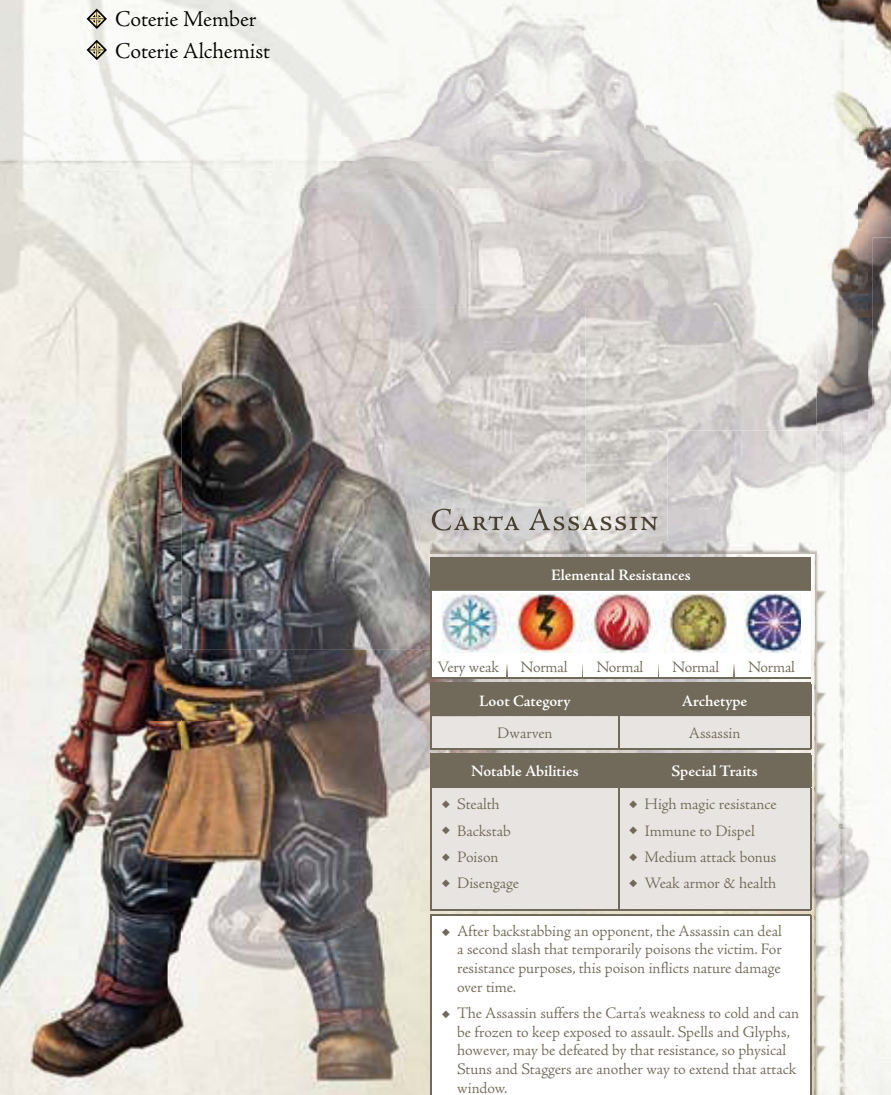 Coterie Member
Coterie Alchemist
Carta Assassin
Elemental Resistances
Very weak Normal Normal Normal Normal
Loot Category Archetype
Dwarven Assassin
Notable Abilities Special Traits
Stealth High magic resistance
Backstab Immune to Dispel
Poison Medium attack bonus
Disengage Weak armor & health
After backstabbing an opponent, the Assassin can deal
a second slash that temporarily poisons the victim. For
resistance purposes, this poison inflicts nature damage
over time.
The Assassin suffers the Carta's weakness to cold and can
be frozen to keep exposed to assault. Spells and Glyphs,
however, may be defeated by that resistance, so physical
Stuns and Staggers are another way to extend that attack
window.